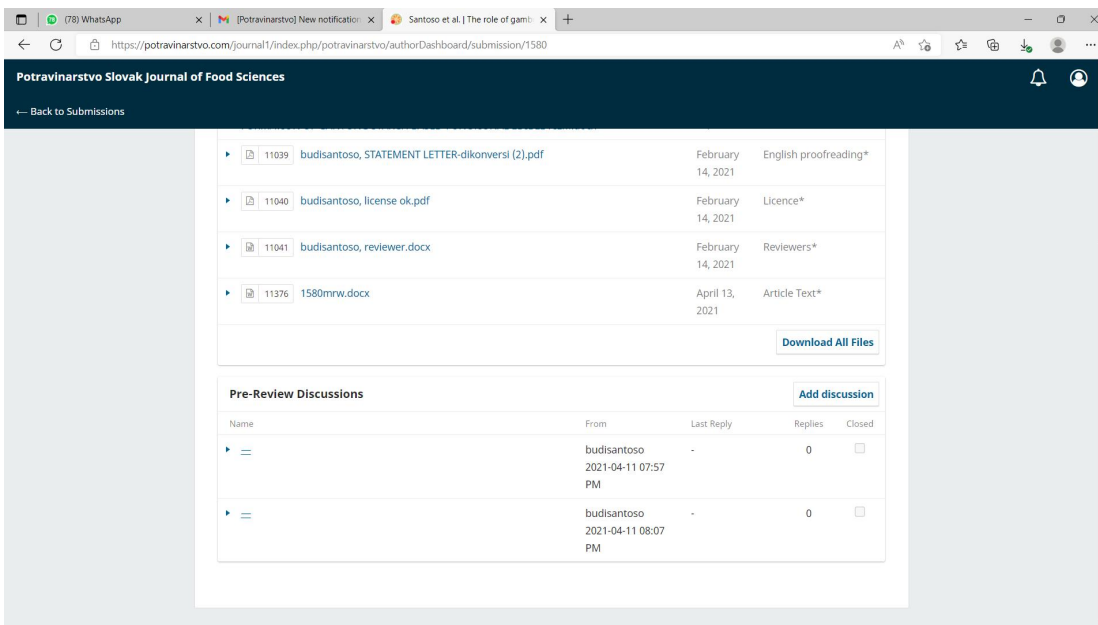 (78) WhatsApp
[Potravinarstvo] New notification
Santoso et al. | The role of gamb
https://potravinarstvo.com/journal1/index.php/potravinarstvo/authorDashboard/submission/1580
Potravinarstvo Slovak Journal of Food Sciences
← Back to Submissions
11039 budisantoso, STATEMENT LETTER-dikonversi (2).pdf February English proofreading*
14, 2021
11040 budisantoso, license ok.pdf February Licence*
14, 2021
11041 budisantoso, reviewer.docx February Reviewers*
14, 2021
11376 1580mrw.docx April 13, Article Text*
2021
Download All Files
Pre-Review Discussions Add discussion
Name From Last Reply Replies Closed
budisantoso - 0
2021-04-11 07:57
PM
budisantoso - 0
2021-04-11 08:07
PM